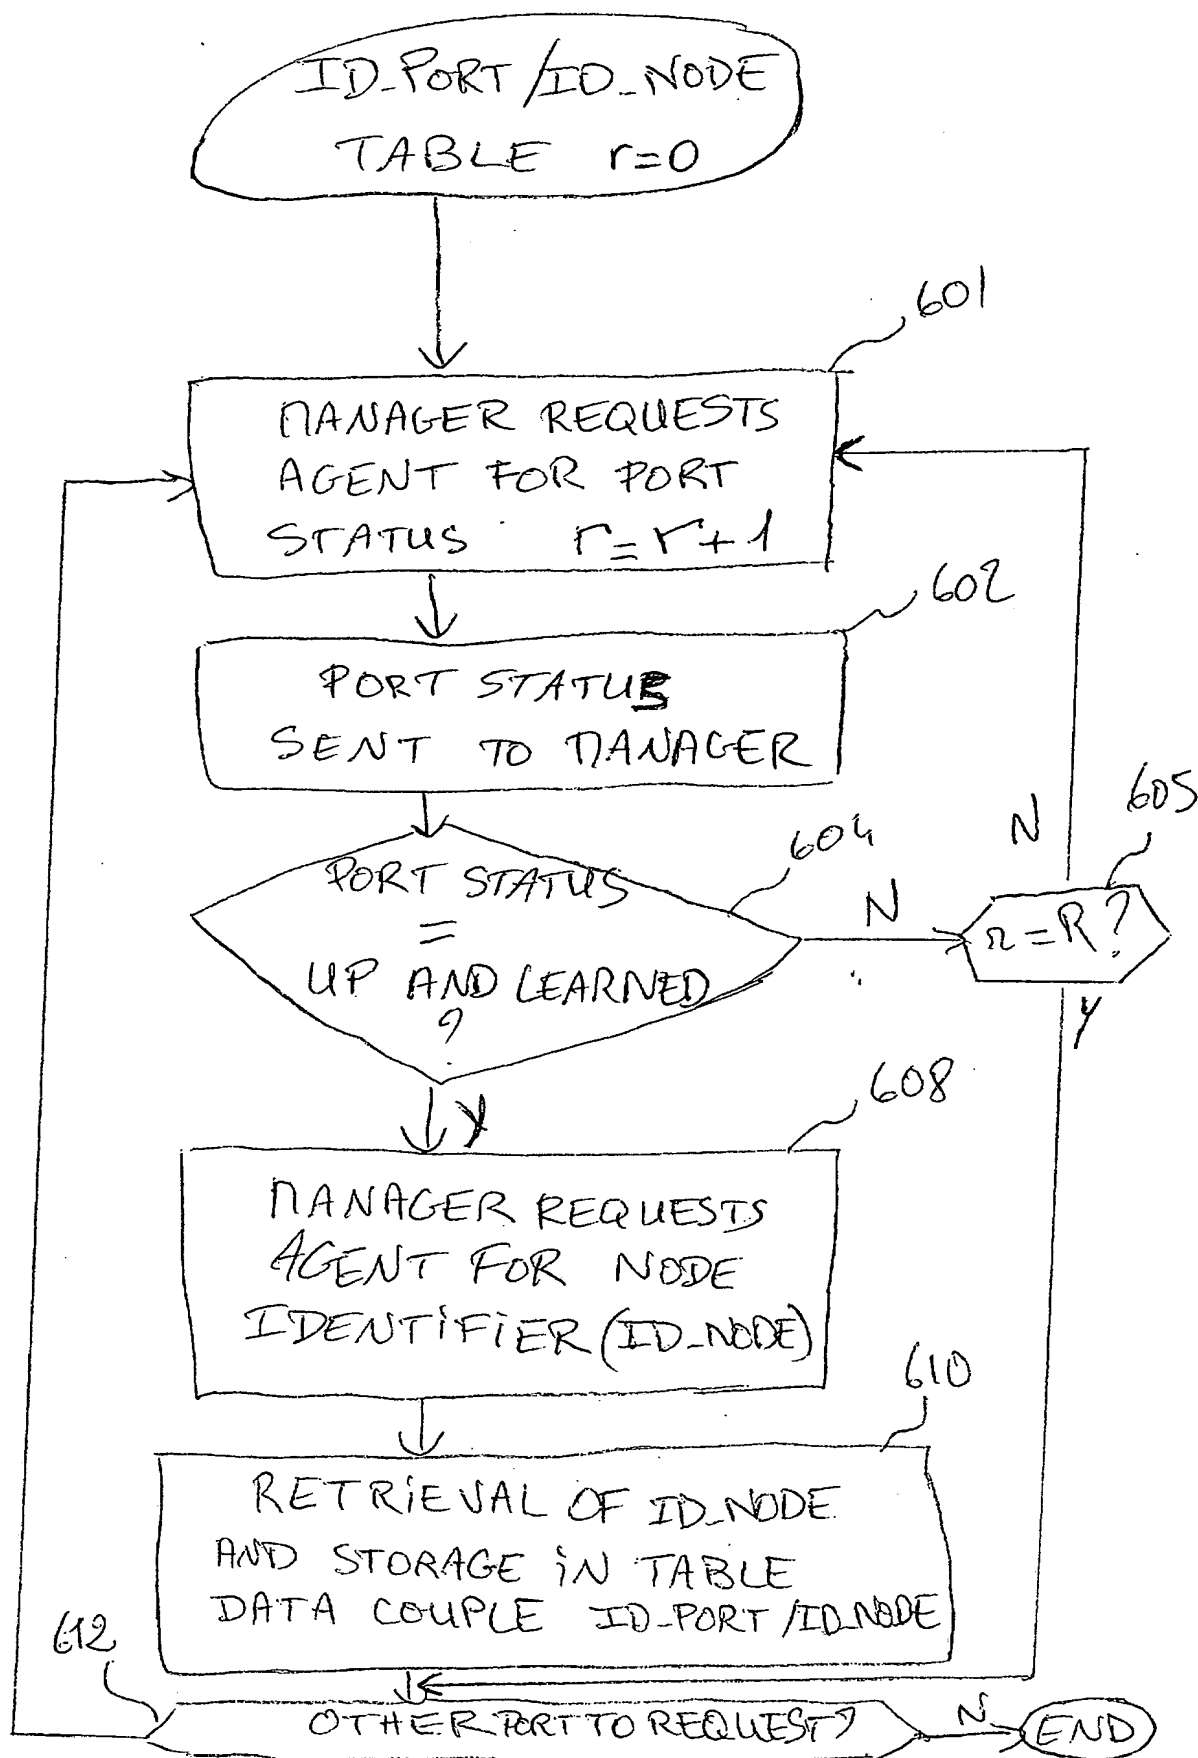 ID_PORT/ID_NODE
TABLE r=0
601
MANAGER REQUESTS
AGENT FOR PORT
STATUS r=r+1
602
PORT STATUS
SENT TO MANAGER
604
605
PORT STATUS
=
UP AND LEARNED
?
N
N
r=R?
Y
Y
608
MANAGER REQUESTS
AGENT FOR NODE
IDENTIFIER (ID_NODE)
610
RETRIEVAL OF ID_NODE
AND STORAGE IN TABLE
DATA COUPLE ID_PORT/ID_NODE
612
OTHER PORT TO REQUEST?
N
END